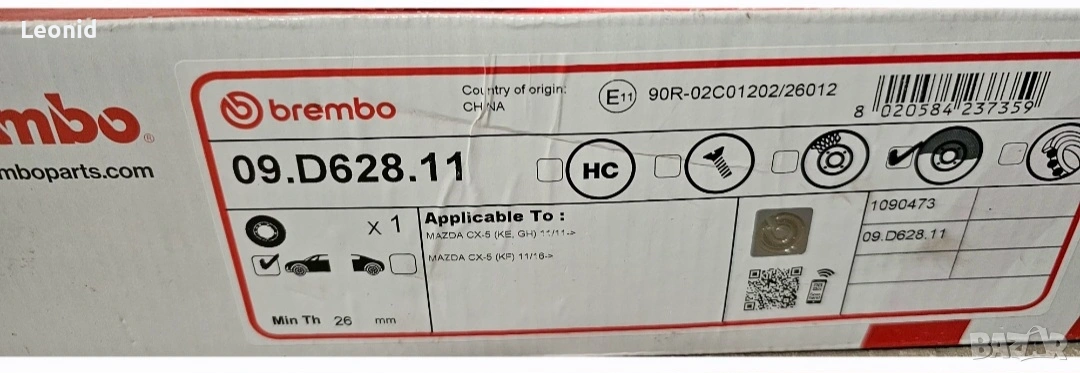 Leonid
mbo®
mboparts.com
brembo
Country of origin:
CHINA
E11 90R-02C01202/26012
8 020584 237359
09.D628.11
HC
X 1
Applicable To :
MAZDA CX-5 (KE, GH) 11/11->
MAZDA CX-5 (KF) 11/16->
Min Th 26 mm
1090473
09.D628.11
BAZAR